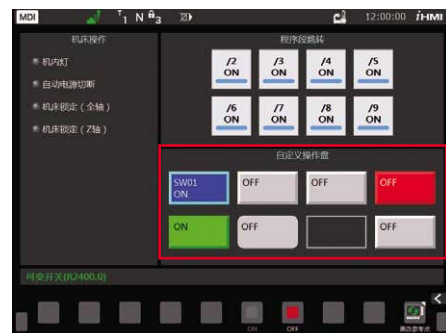 MDI
T1 N
3
12:00:00 iHMI
机床操作
机内灯
自动电源切断
机床锁定（全轴）
机床锁定（Z轴）
程序段跳转
/2 ON
/3 ON
/4 ON
/5 ON
/6 ON
/7 ON
/8 ON
/9 ON
自定义操作盘
SW01 ON
OFF
OFF
OFF
ON
OFF
OFF
可变开关(R2400.0)
ON
OFF